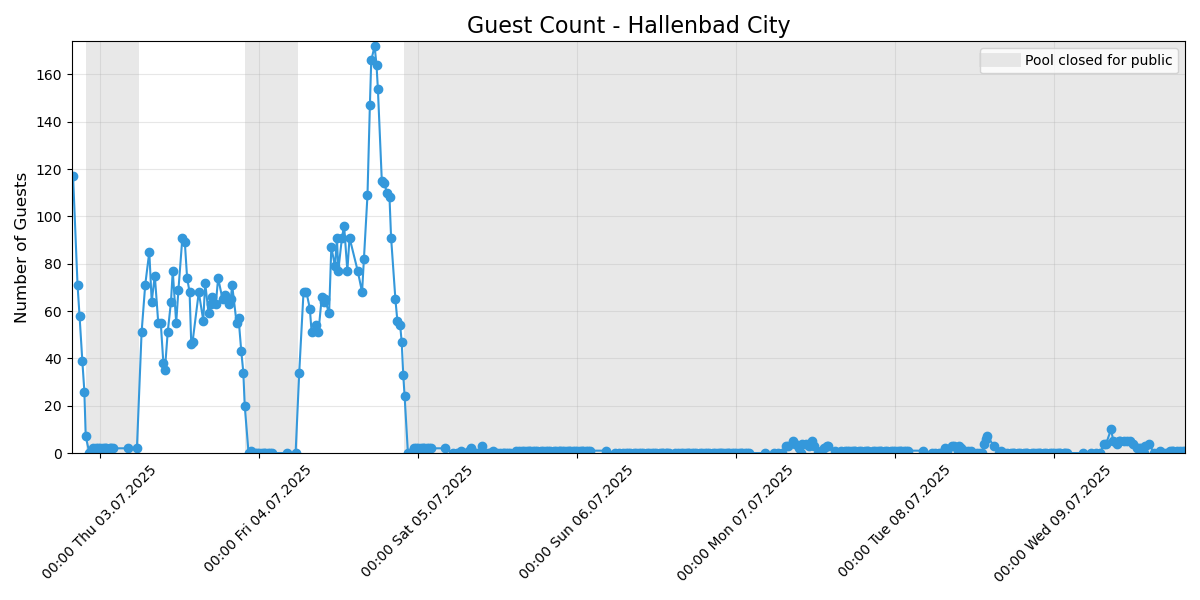 Guest Count - Hallenbad City
Pool closed for public
Number of Guests
160
140
120
100
80
60
40
20
0
00:00 Thu 03.07.2025
00:00 Fri 04.07.2025
00:00 Sat 05.07.2025
00:00 Sun 06.07.2025
00:00 Mon 07.07.2025
00:00 Tue 08.07.2025
00:00 Wed 09.07.2025